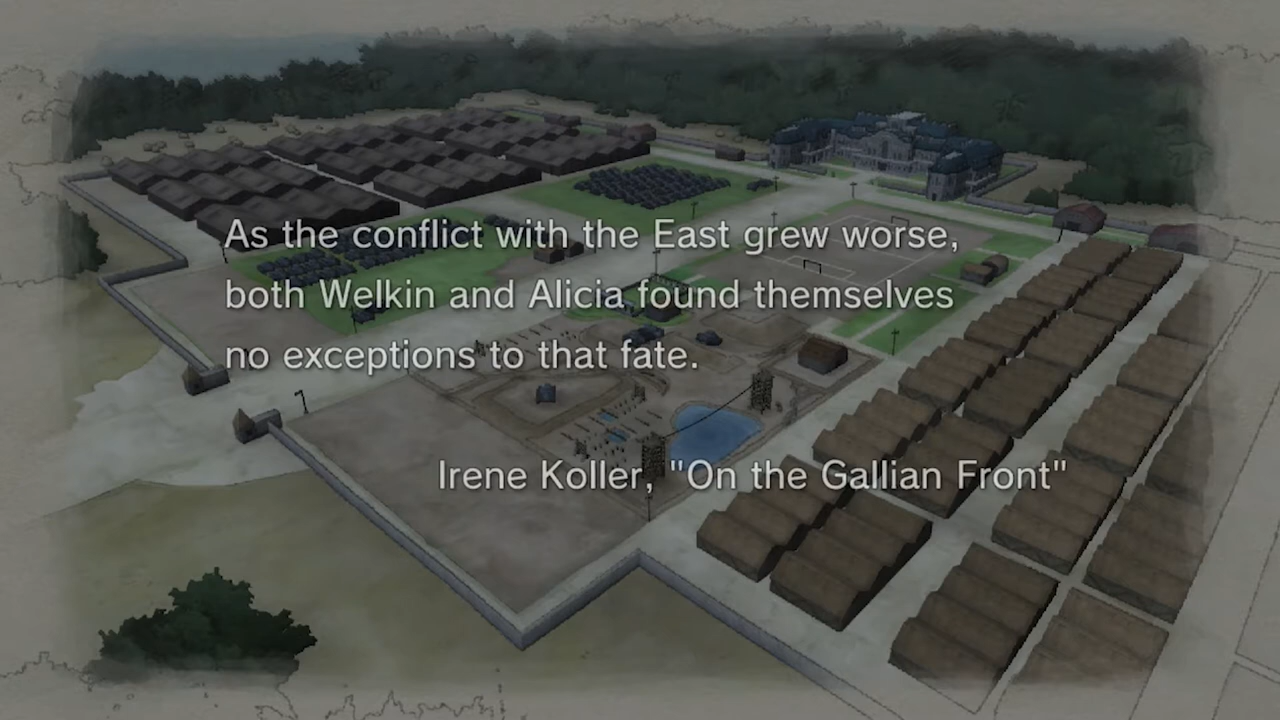 As the conflict with the East grew worse,
both Welkin and Alicia found themselves
no exceptions to that fate.
Irene Koller, "On the Gallian Front"